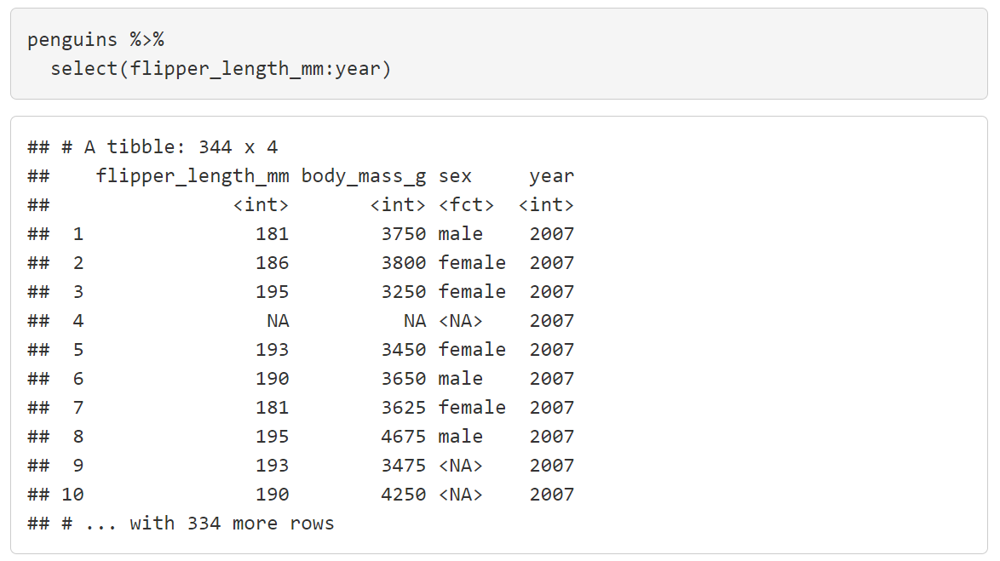 penguins %>%
  select(flipper_length_mm:year)
## # A tibble: 344 x 4
##    flipper_length_mm body_mass_g sex     year
##                <int>       <int> <fct>  <int>
##  1               181        3750 male    2007
##  2               186        3800 female  2007
##  3               195        3250 female  2007
##  4                NA          NA <NA>    2007
##  5               193        3450 female  2007
##  6               190        3650 male    2007
##  7               181        3625 female  2007
##  8               195        4675 male    2007
##  9               193        3475 <NA>    2007
## 10               190        4250 <NA>    2007
## # ... with 334 more rows